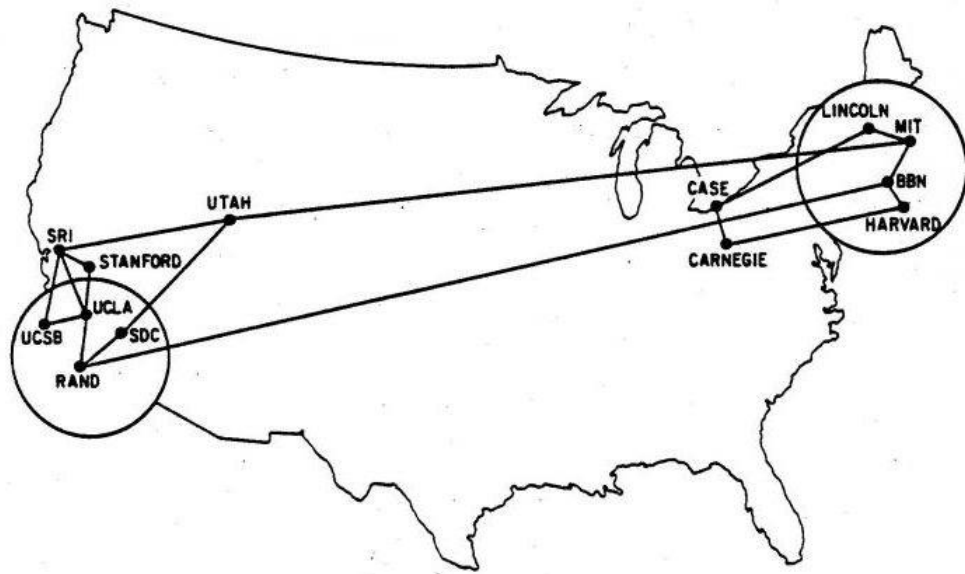 LINCOLN
MIT
CASE
BBN
UTAH
HARVARD
SRI
STANFORD
CARNEGIE
UCLA
UCSB
SDC
RAND